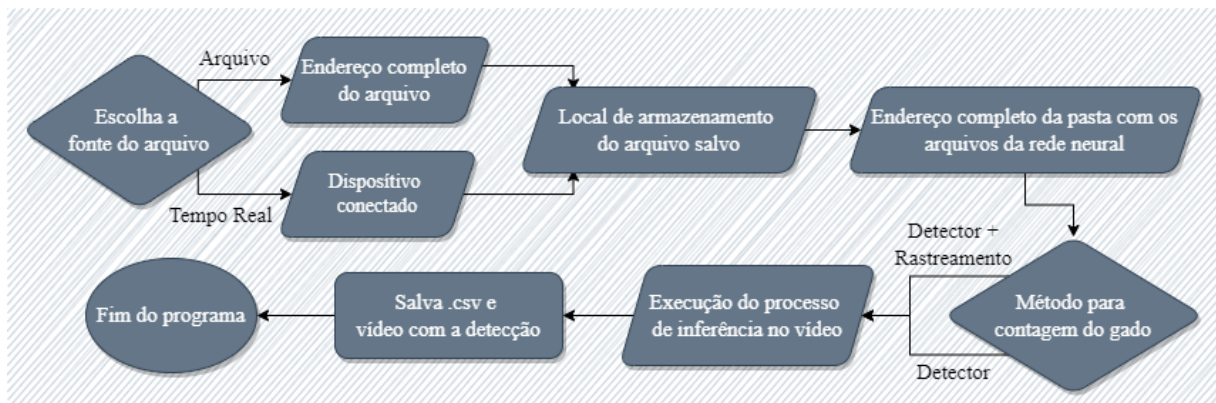 Arquivo
Escolha a
fonte do arquivo
Tempo Real
Endereço completo
do arquivo
Dispositívo
conectado
Local de armazenamento
do arquivo salvo
Endereço completo da pasta com os
arquivos da rede neural
Método para
contagem do gado
Detector +
Rastreamento
Detector
Execução do processo
de inferência no vídeo
Salva .csv e
vídeo com a detecção
Fim do programa